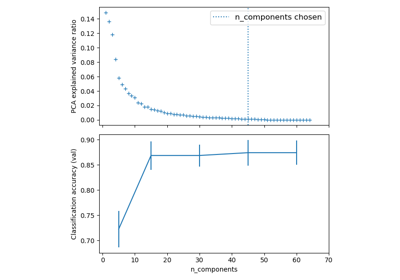 0.14
0.12
0.10
0.08
0.06
0.04
0.02
0.00
PCA explained variance ratio
n_components chosen
0.90
0.85
0.80
0.75
0.70
Classification accuracy (val)
0 10 20 30 40 50 60 70
n_components